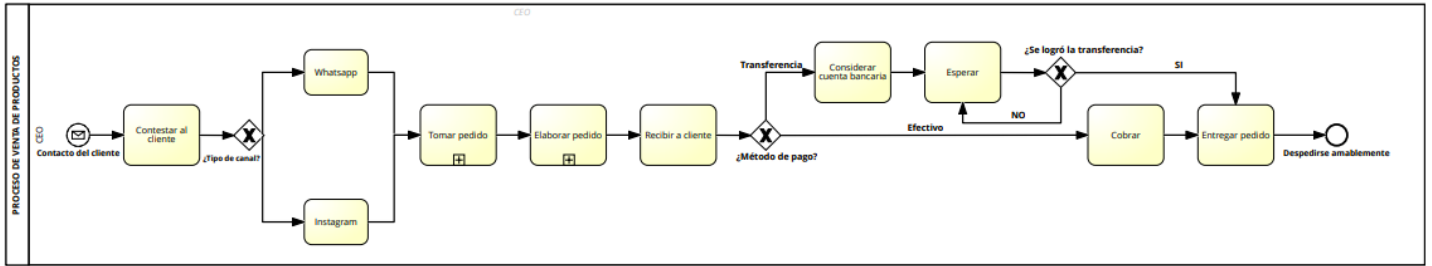 CEO
PROCESO DE VENTA DE PRODUCTOS
CEO
Contacto del cliente
Contestar al
cliente
¿Tipo de canal?
Whatsapp
Instagram
Tomar pedido
Elaborar pedido
Recibir a cliente
¿Método de pago?
Transferencia
Considerar
cuenta bancaria
Esperar
¿Se logró la transferencia?
SI
NO
Efectivo
Cobrar
Entregar pedido
Despedirse amablemente